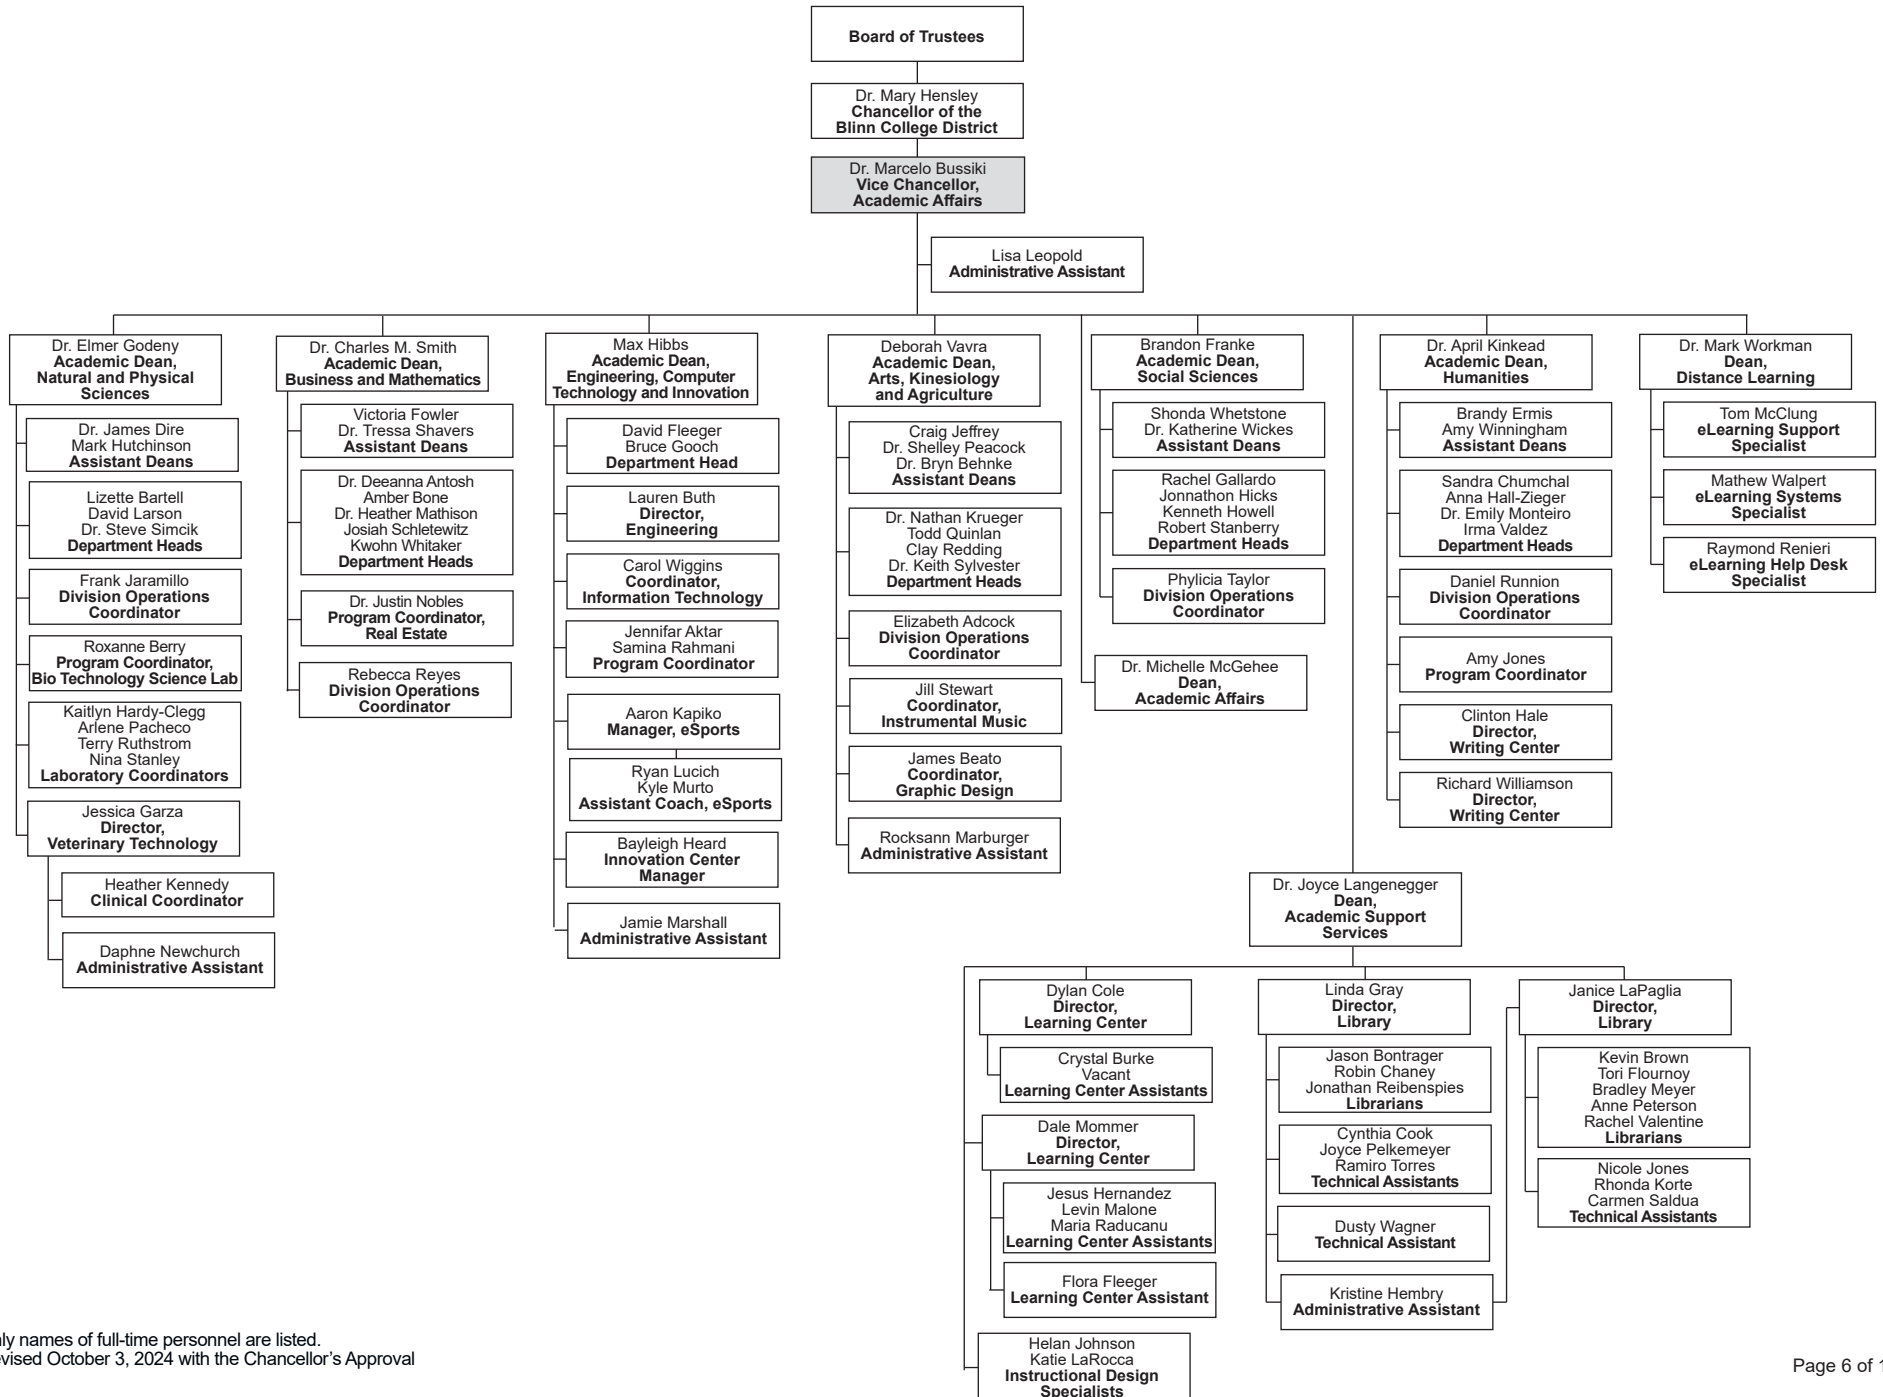 Board of Trustees
Dr. Mary Hensley
Chancellor of the
Blinn College District
Dr. Marcelo Bussiki
Vice Chancellor,
Academic Affairs
Lisa Leopold
Administrative Assistant
Dr. Elmer Godeny
Academic Dean,
Natural and Physical
Sciences
Dr. James Dire
Mark Hutchinson
Assistant Deans
Lizette Bartell
David Larson
Dr. Steve Simcik
Department Heads
Frank Jaramillo
Division Operations
Coordinator
Roxanne Berry
Program Coordinator,
Bio Technology Science Lab
Kaitlyn Hardy-Clegg
Arlene Pacheco
Terry Ruthstrom
Nina Stanley
Laboratory Coordinators
Jessica Garza
Director,
Veterinary Technology
Heather Kennedy
Clinical Coordinator
Daphne Newchurch
Administrative Assistant
Dr. Charles M. Smith
Academic Dean,
Business and Mathematics
Victoria Fowler
Dr. Tressa Shavers
Assistant Deans
Dr. Deeanna Antosh
Amber Bone
Dr. Heather Mathison
Josiah Schletewitz
Kwohn Whitaker
Department Heads
Dr. Justin Nobles
Program Coordinator,
Real Estate
Rebecca Reyes
Division Operations
Coordinator
Max Hibbs
Academic Dean,
Engineering, Computer
Technology and Innovation
David Fleeger
Bruce Gooch
Department Head
Lauren Buth
Director,
Engineering
Carol Wiggins
Coordinator,
Information Technology
Jennifar Aktar
Samina Rahmani
Program Coordinator
Aaron Kapiko
Manager, eSports
Ryan Lucich
Kyle Murto
Assistant Coach, eSports
Bayleigh Heard
Innovation Center
Manager
Jamie Marshall
Administrative Assistant
Deborah Vavra
Academic Dean,
Arts, Kinesiology
and Agriculture
Craig Jeffrey
Dr. Shelley Peacock
Dr. Bryn Behnke
Assistant Deans
Dr. Nathan Krueger
Todd Quinlan
Clay Redding
Dr. Keith Sylvester
Department Heads
Elizabeth Adcock
Division Operations
Coordinator
Jill Stewart
Coordinator,
Instrumental Music
James Beato
Coordinator,
Graphic Design
Rocksann Marburger
Administrative Assistant
Brandon Franke
Academic Dean,
Social Sciences
Shonda Whetstone
Dr. Katherine Wickes
Assistant Deans
Rachel Gallardo
Jonnathon Hicks
Kenneth Howell
Robert Stanberry
Department Heads
Phylicia Taylor
Division Operations
Coordinator
Dr. Michelle McGehee
Dean,
Academic Affairs
Dr. April Kinkead
Academic Dean,
Humanities
Brandy Ermis
Amy Winningham
Assistant Deans
Sandra Chumchal
Anna Hall-Zieger
Dr. Emily Monteiro
Irma Valdez
Department Heads
Daniel Runnion
Division Operations
Coordinator
Amy Jones
Program Coordinator
Clinton Hale
Director,
Writing Center
Richard Williamson
Director,
Writing Center
Dr. Mark Workman
Dean,
Distance Learning
Tom McClung
eLearning Support
Specialist
Mathew Walpert
eLearning Systems
Specialist
Raymond Renieri
eLearning Help Desk
Specialist
Dr. Joyce Langenegger
Dean,
Academic Support
Services
Dylan Cole
Director,
Learning Center
Crystal Burke
Vacant
Learning Center Assistants
Dale Mommer
Director,
Learning Center
Jesus Hernandez
Levin Malone
Maria Raducanu
Learning Center Assistants
Flora Fleeger
Learning Center Assistant
Helan Johnson
Katie LaRocca
Instructional Design
Specialists
Linda Gray
Director,
Library
Jason Bontrager
Robin Chaney
Jonathan Reibenspies
Librarians
Cynthia Cook
Joyce Pelkemeyer
Ramiro Torres
Technical Assistants
Dusty Wagner
Technical Assistant
Kristine Hembry
Administrative Assistant
Janice LaPaglia
Director,
Library
Kevin Brown
Tori Flournoy
Bradley Meyer
Anne Peterson
Rachel Valentine
Librarians
Nicole Jones
Rhonda Korte
Carmen Saldua
Technical Assistants
names of full-time personnel are listed.
October 3, 2024 with the Chancellor's Approval
Page 6 of